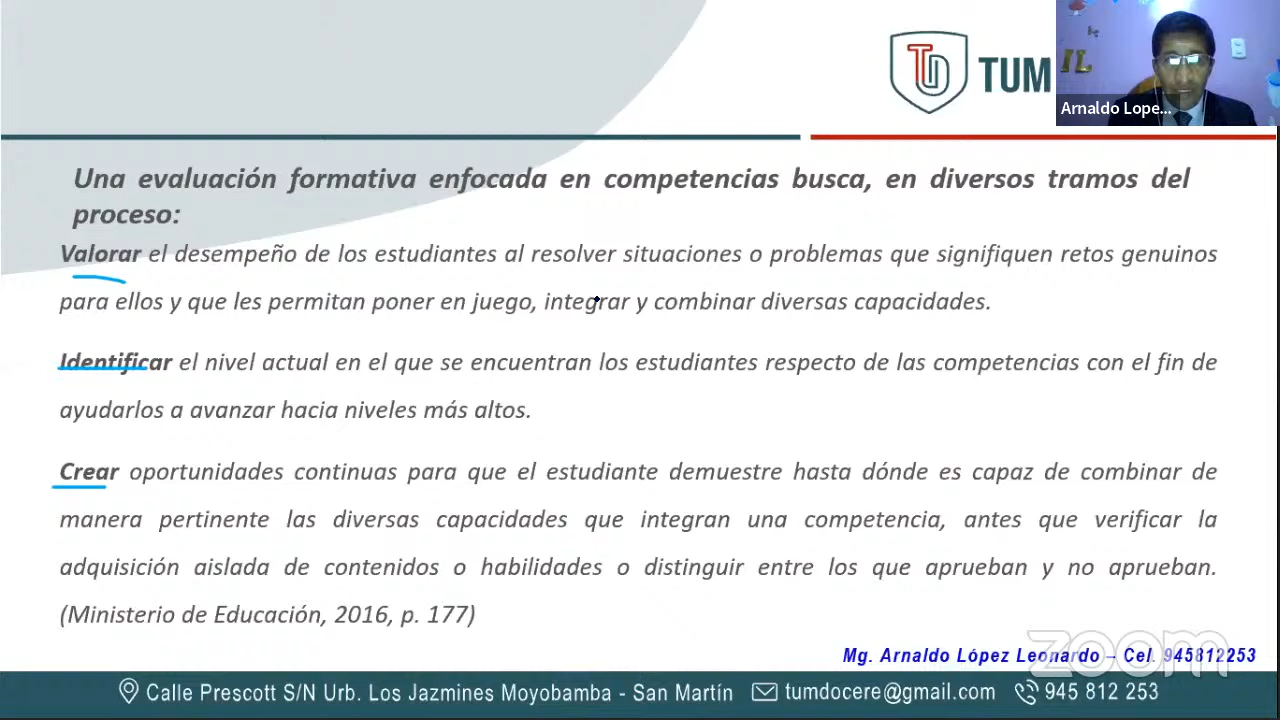 TUM
IL
Arnaldo Lope...
Una evaluación formativa enfocada en competencias busca, en diversos tramos del
proceso:
Valorar el desempeño de los estudiantes al resolver situaciones o problemas que signifiquen retos genuinos
para ellos y que les permitan poner en juego, integrar y combinar diversas capacidades.
Identificar el nivel actual en el que se encuentran los estudiantes respecto de las competencias con el fin de
ayudarlos a avanzar hacia niveles más altos.
Crear oportunidades continuas para que el estudiante demuestre hasta dónde es capaz de combinar de
manera pertinente las diversas capacidades que integran una competencia, antes que verificar la
adquisición aislada de contenidos o habilidades o distinguir entre los que aprueban y no aprueban.
(Ministerio de Educación, 2016, p. 177)
zoom
Mg. Arnaldo López Leonardo – Cel. 945812253
Calle Prescott S/N Urb. Los Jazmines Moyobamba - San Martín tumdocere@gmail.com 945 812 253